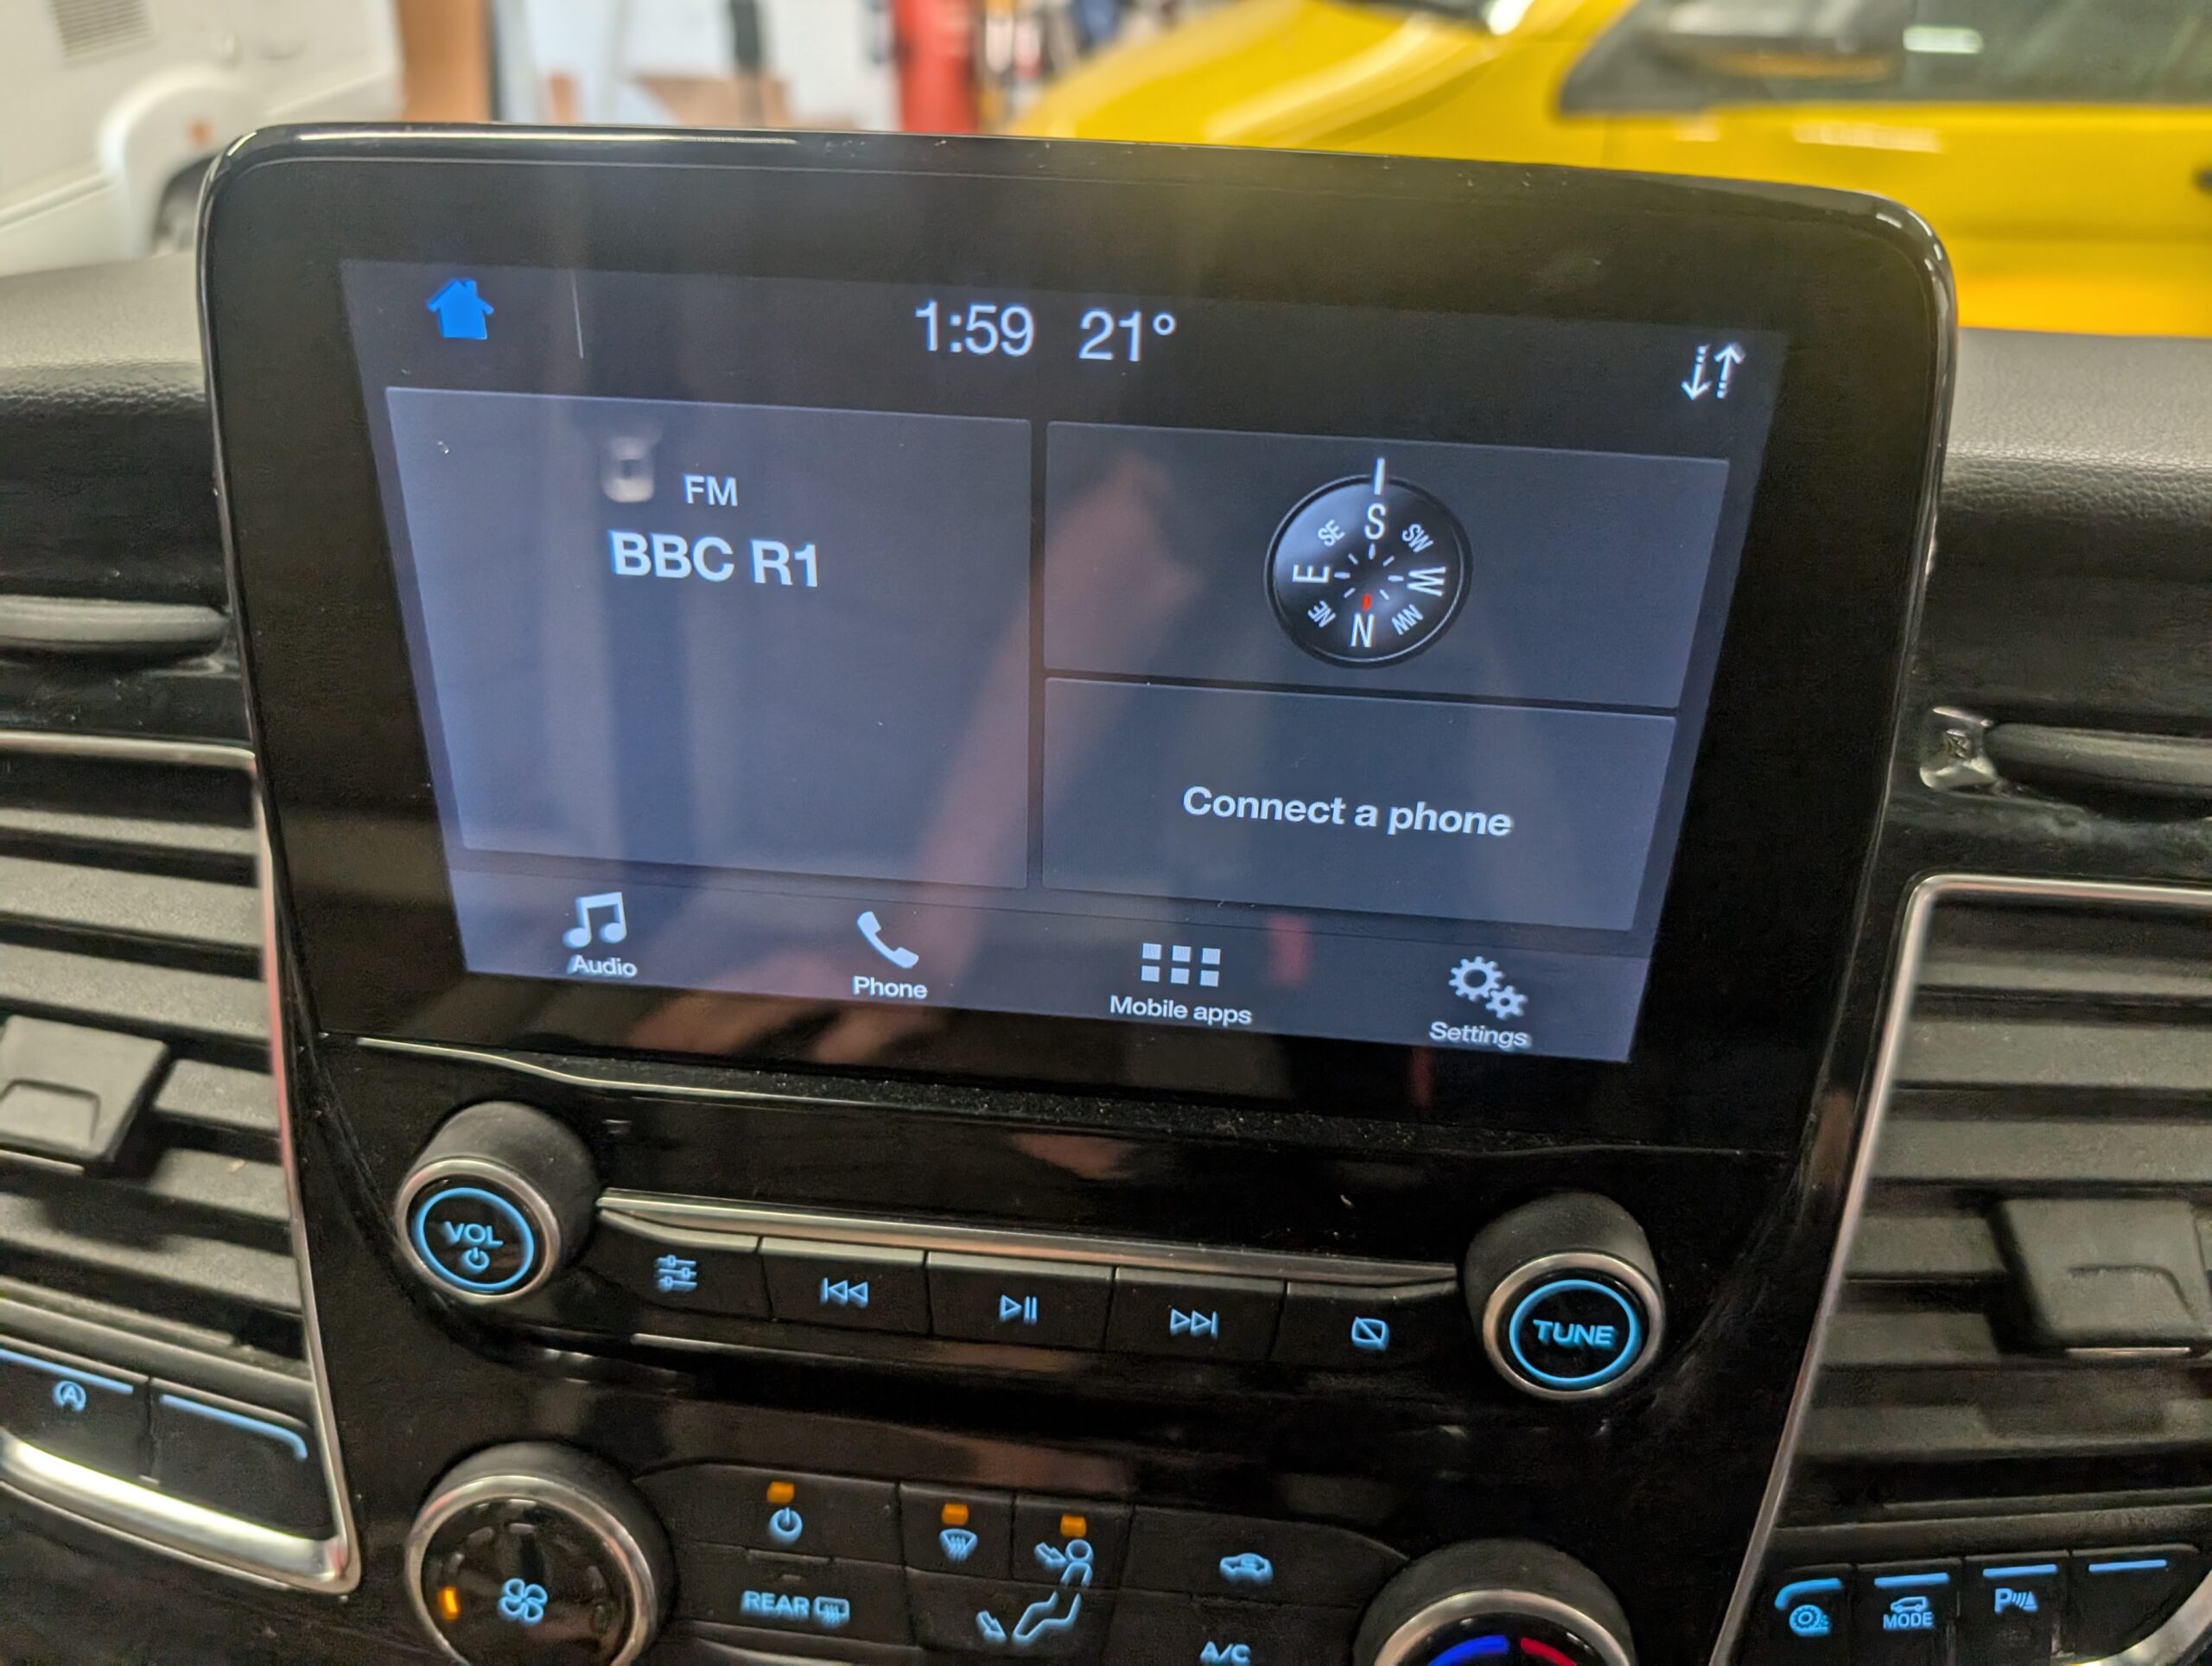 1:59 21°
FM
BBC R1
S
SE
SW
E
W
NE
NW
N
Connect a phone
Audio
Phone
Mobile apps
Settings
VOL
TUNE
A
REAR
A/C
MODE
P